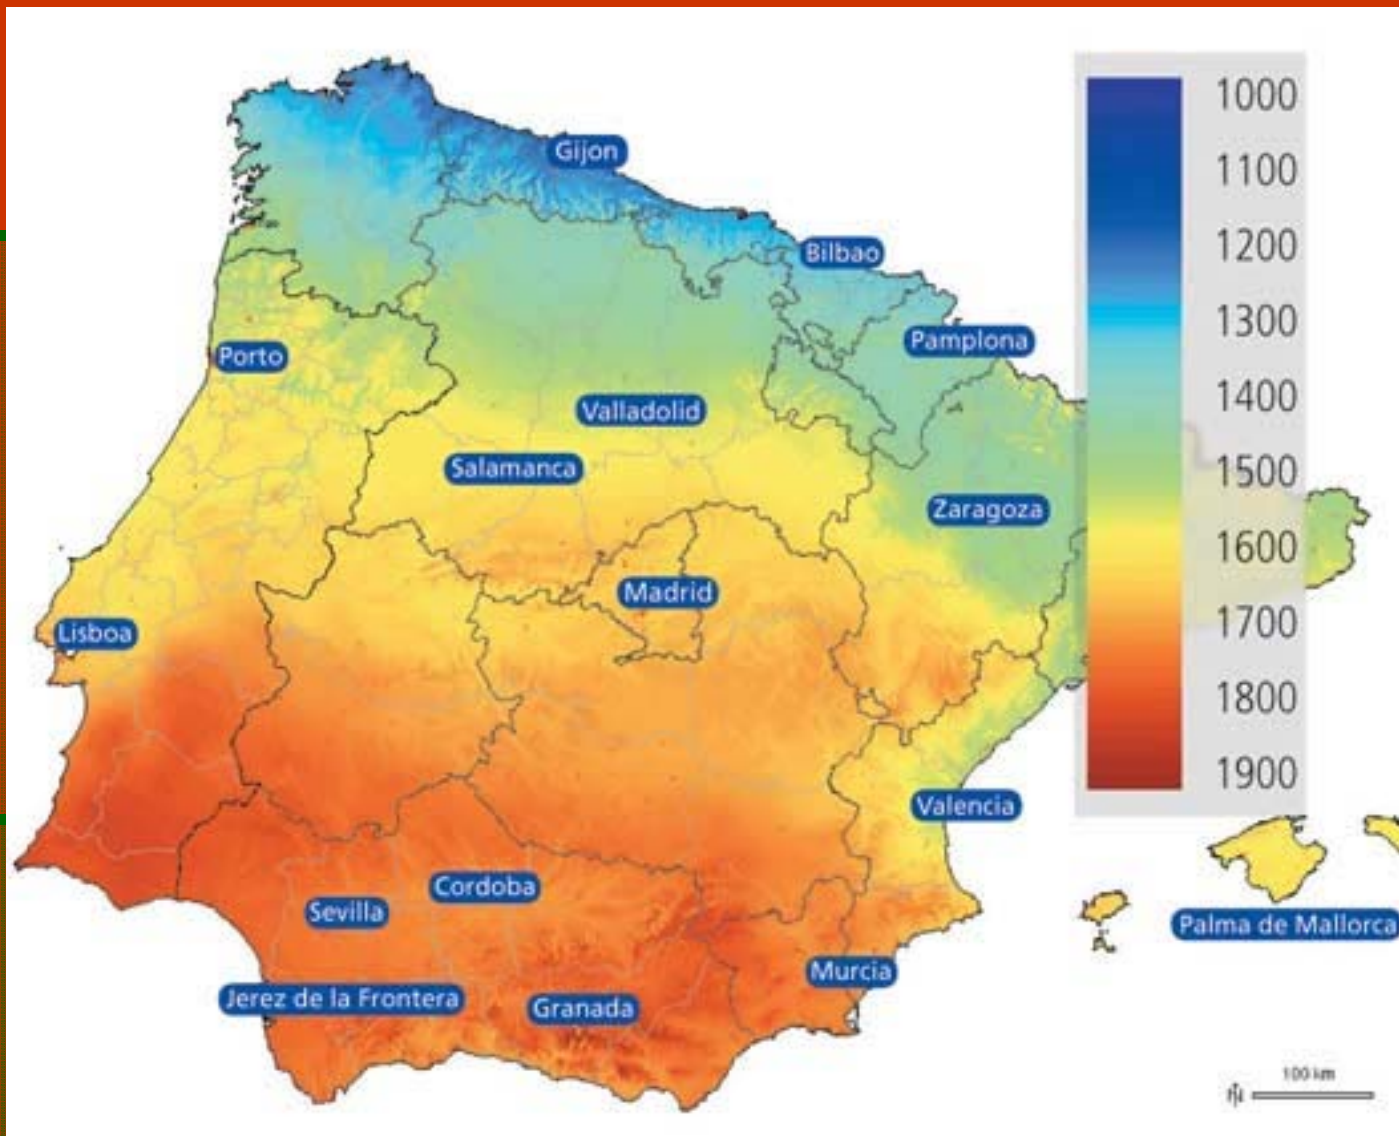 1000
Gijon
1100
1200
Bilbao
1300
Pamplona
Porto
1400
Valladolid
Salamanca
1500
Zaragoza
1600
Madrid
1700
Lisboa
1800
1900
Valencia
Cordoba
Sevilla
Palma de Mallorca
Murcia
Jerez de la Frontera
Granada
100 km